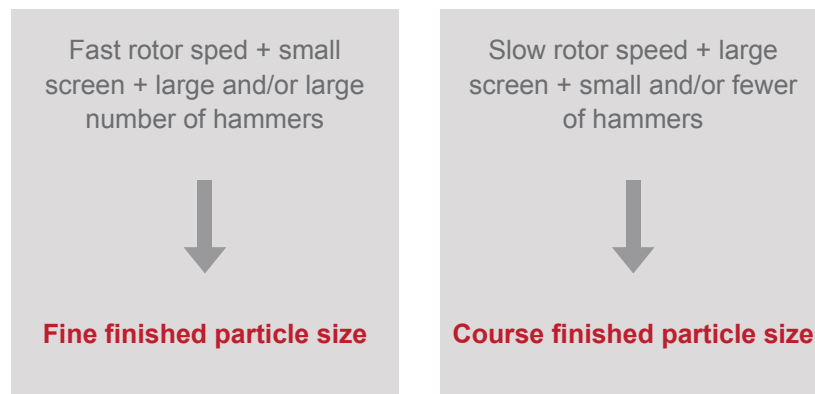 Fast rotor sped + small
screen + large and/or large
number of hammers
Fine finished particle size
Slow rotor speed + large
screen + small and/or fewer
of hammers
Course finished particle size